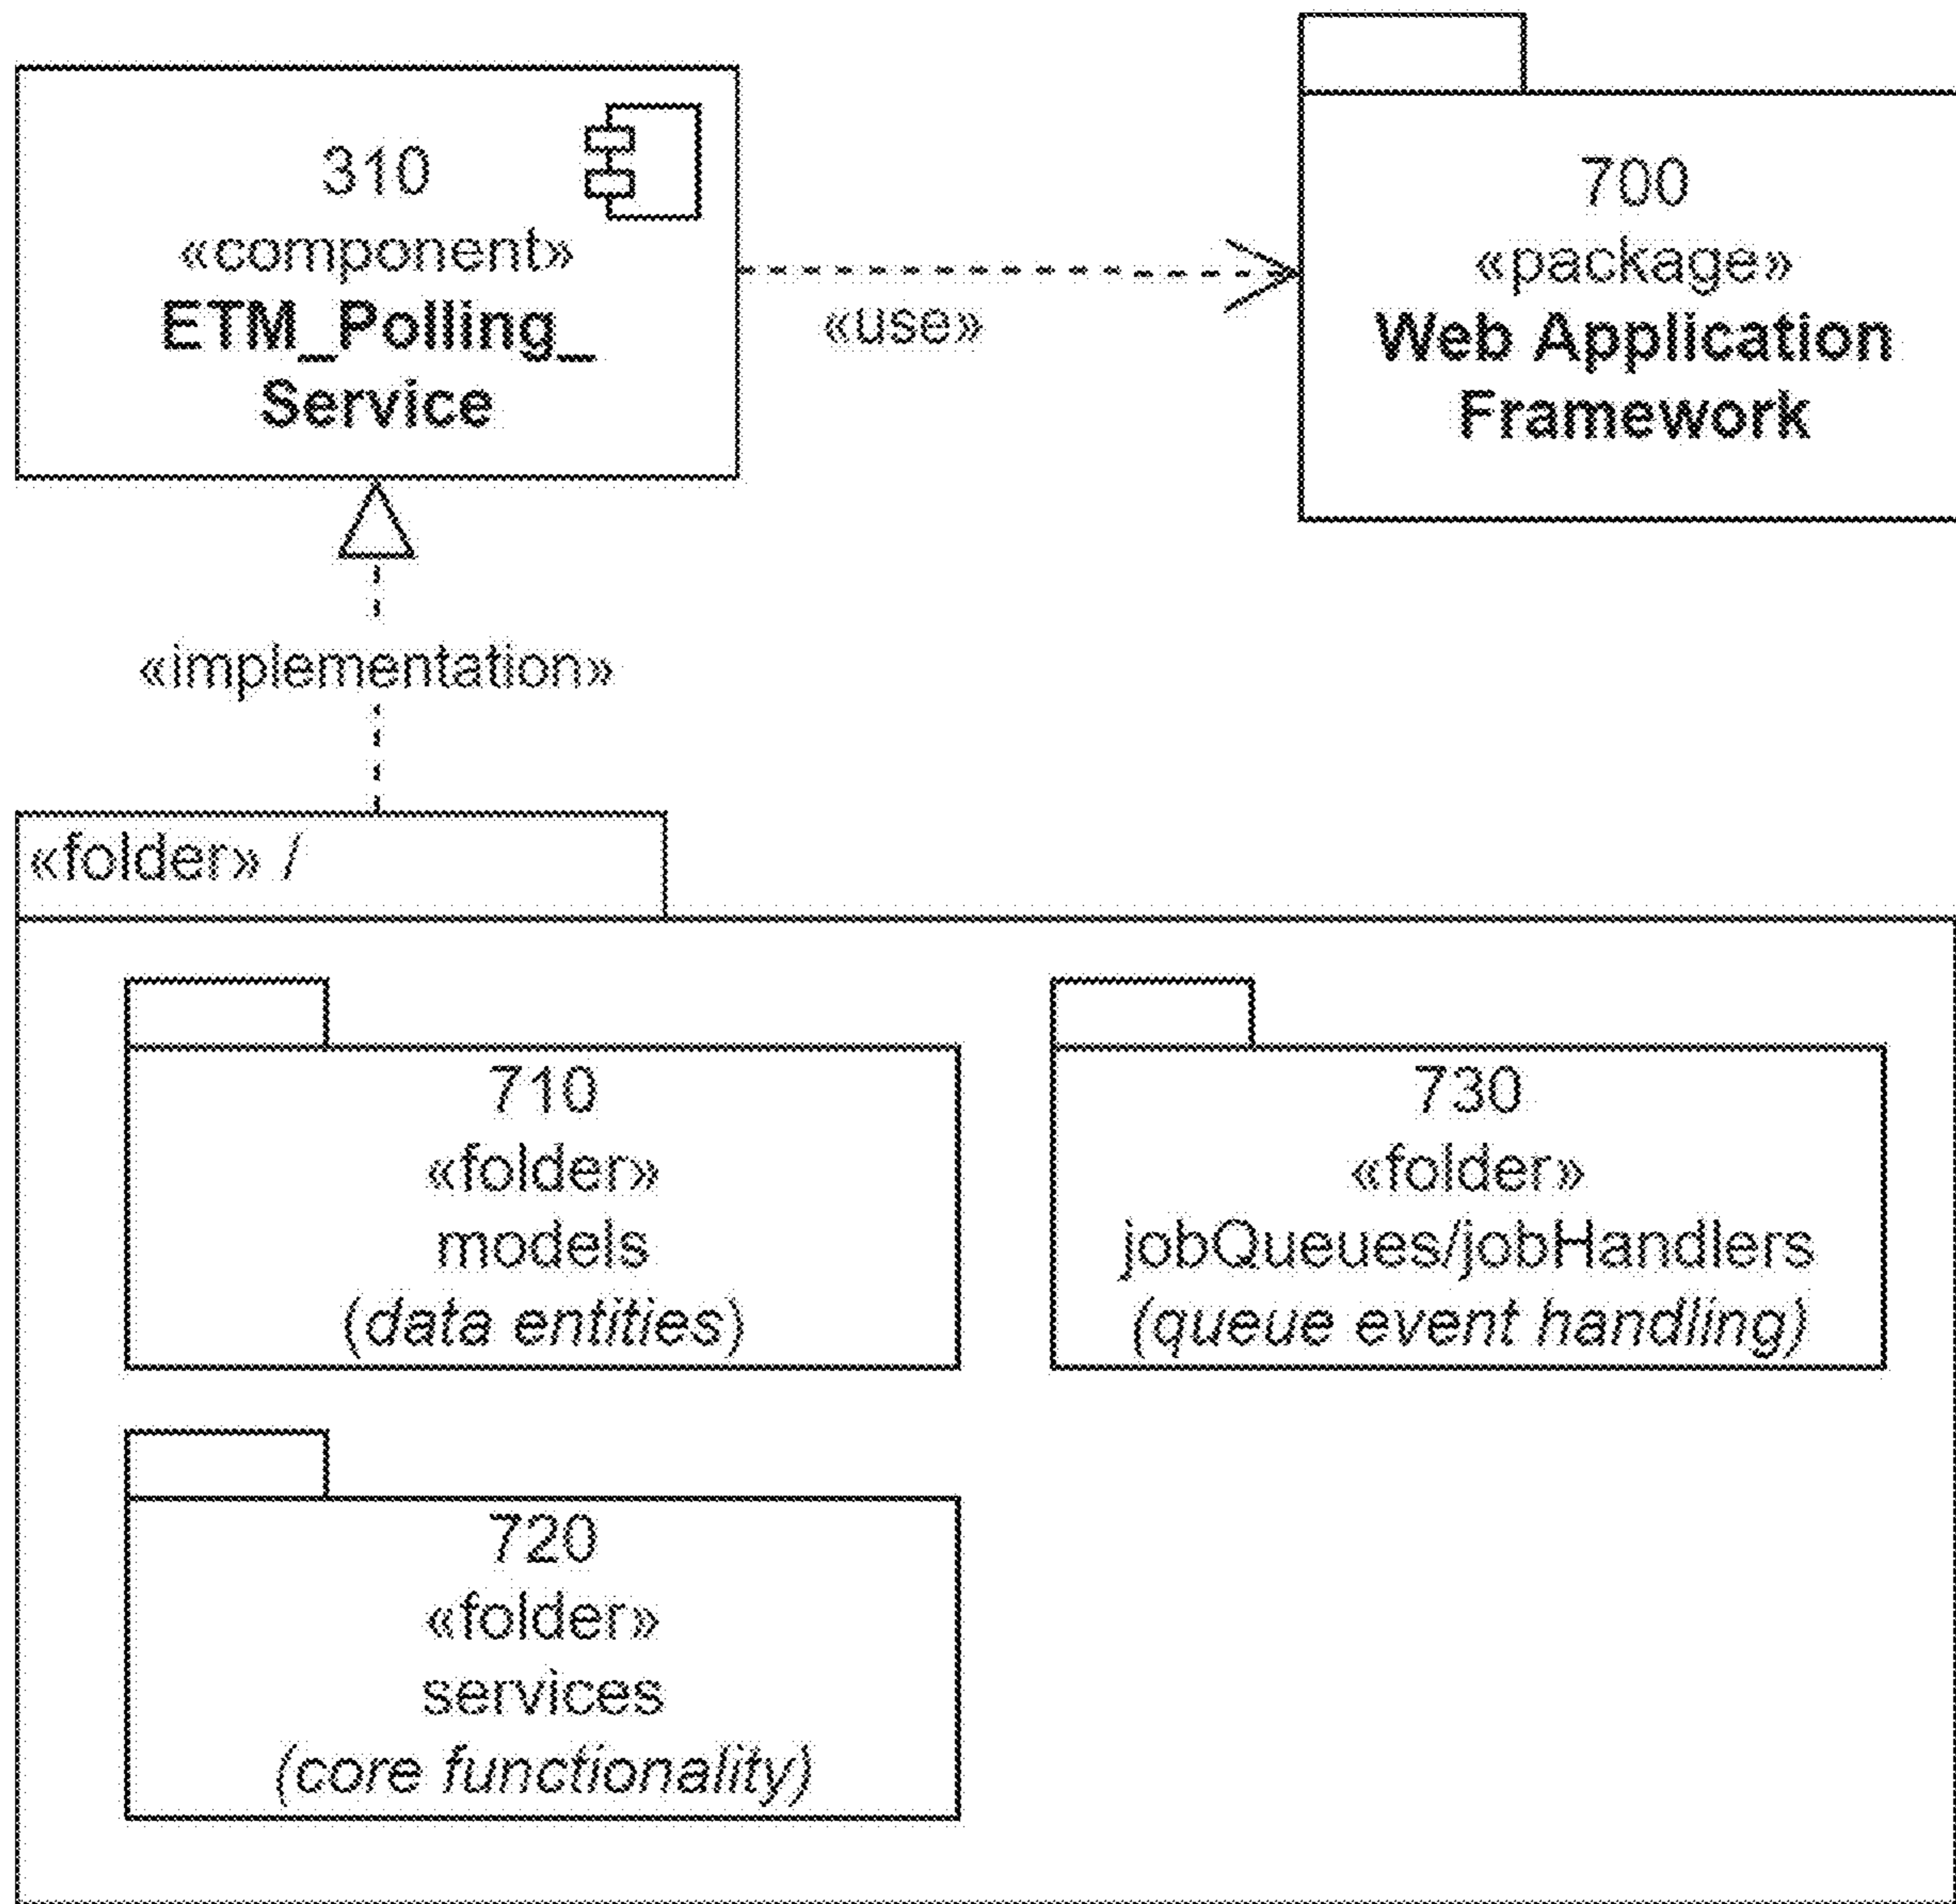 310
«component»
ETM_Polling_
Service
«use»
700
«package»
Web Application
Framework
«implementation»
«folder» /
710
«folder»
models
(data entities)
730
«folder»
jobQueues/jobHandlers
(queue event handling)
720
«folder»
services
(core functionality)